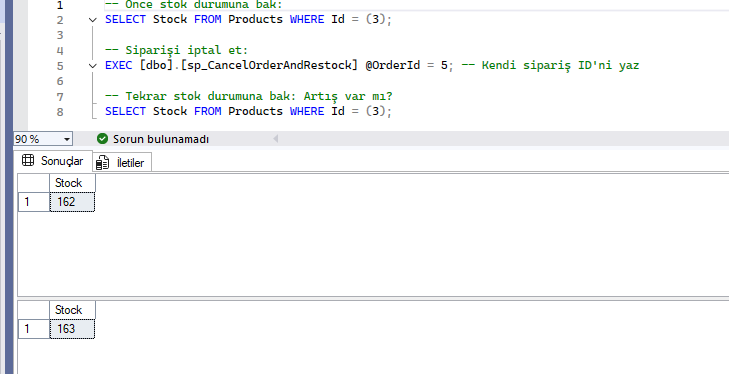 1 -- Önce stok durumuna bak:
2 SELECT Stock FROM Products WHERE Id = (3);
3
4 -- Siparişi iptal et:
5 EXEC [dbo].[sp_CancelOrderAndRestock] @OrderId = 5; -- Kendi sipariş ID'ni yaz
6
7 -- Tekrar stok durumuna bak: Artış var mı?
8 SELECT Stock FROM Products WHERE Id = (3);
90 % Sorun bulunamadı
Sonuçlar İletiler
Stock
1 162
Stock
1 163